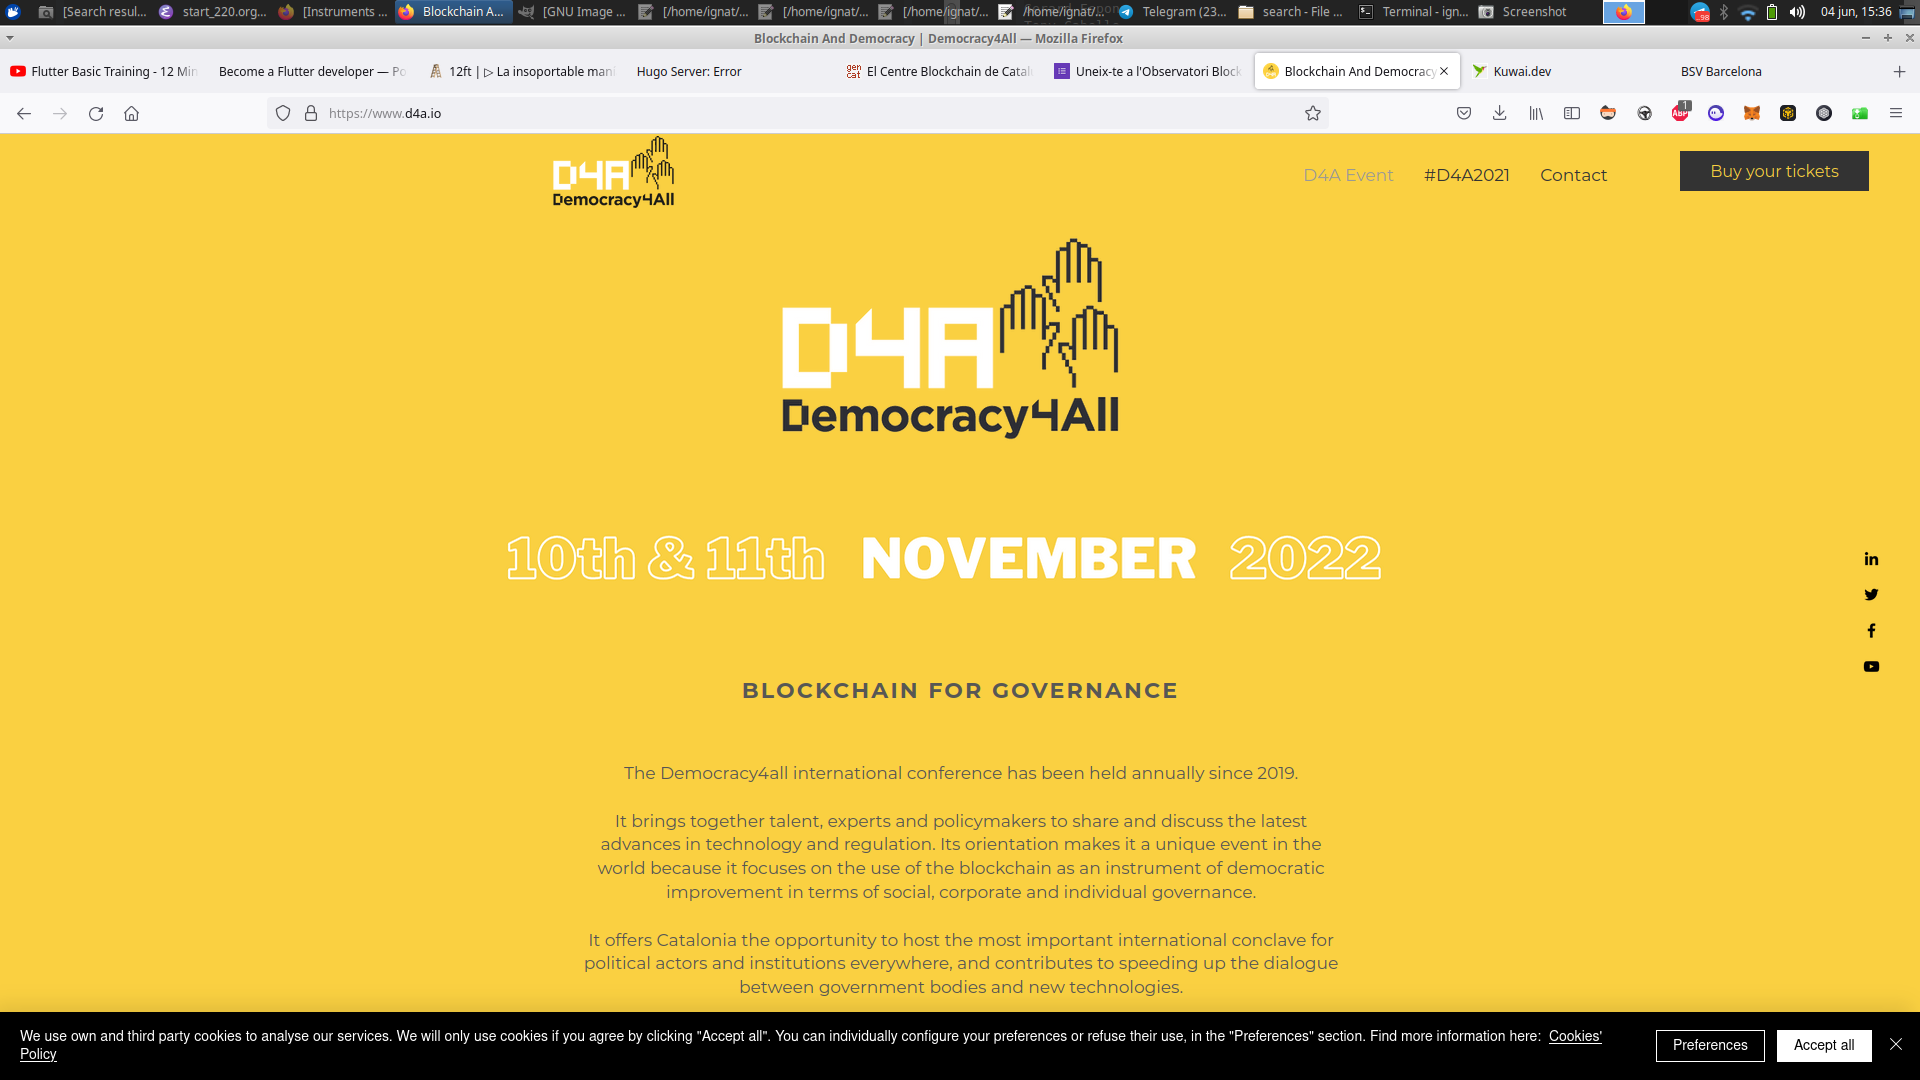 [Search resul...
start_220.org...
[Instruments ...
Blockchain A...
[GNU Image ...
[/home/ignat/...
[/home/ignat/...
[/home/ignat/...
/home/ignat/...
Telegram (23...
search - File ...
Terminal - ign...
Screenshot
04 jun, 15:36
Blockchain And Democracy | Democracy4All — Mozilla Firefox
Flutter Basic Training - 12 Min
Become a Flutter developer — Po
12ft | ▷ La insoportable mani
Hugo Server: Error
gen cat
El Centre Blockchain de Catal
Uneix-te a l'Observatori Block
Blockchain And Democracy
Kuwai.dev
BSV Barcelona
https://www.d4a.io
ABP
1
D4A
Democracy4All
D4A Event
#D4A2021
Contact
Buy your tickets
D4A
Democracy4All
10th & 11th NOVEMBER 2022
BLOCKCHAIN FOR GOVERNANCE
The Democracy4all international conference has been held annually since 2019.
It brings together talent, experts and policymakers to share and discuss the latest
advances in technology and regulation. Its orientation makes it a unique event in the
world because it focuses on the use of the blockchain as an instrument of democratic
improvement in terms of social, corporate and individual governance.
It offers Catalonia the opportunity to host the most important international conclave for
political actors and institutions everywhere, and contributes to speeding up the dialogue
between government bodies and new technologies.
We use own and third party cookies to analyse our services. We will only use cookies if you agree by clicking "Accept all". You can individually configure your preferences or refuse their use, in the "Preferences" section. Find more information here: Cookies'
Policy
Preferences
Accept all